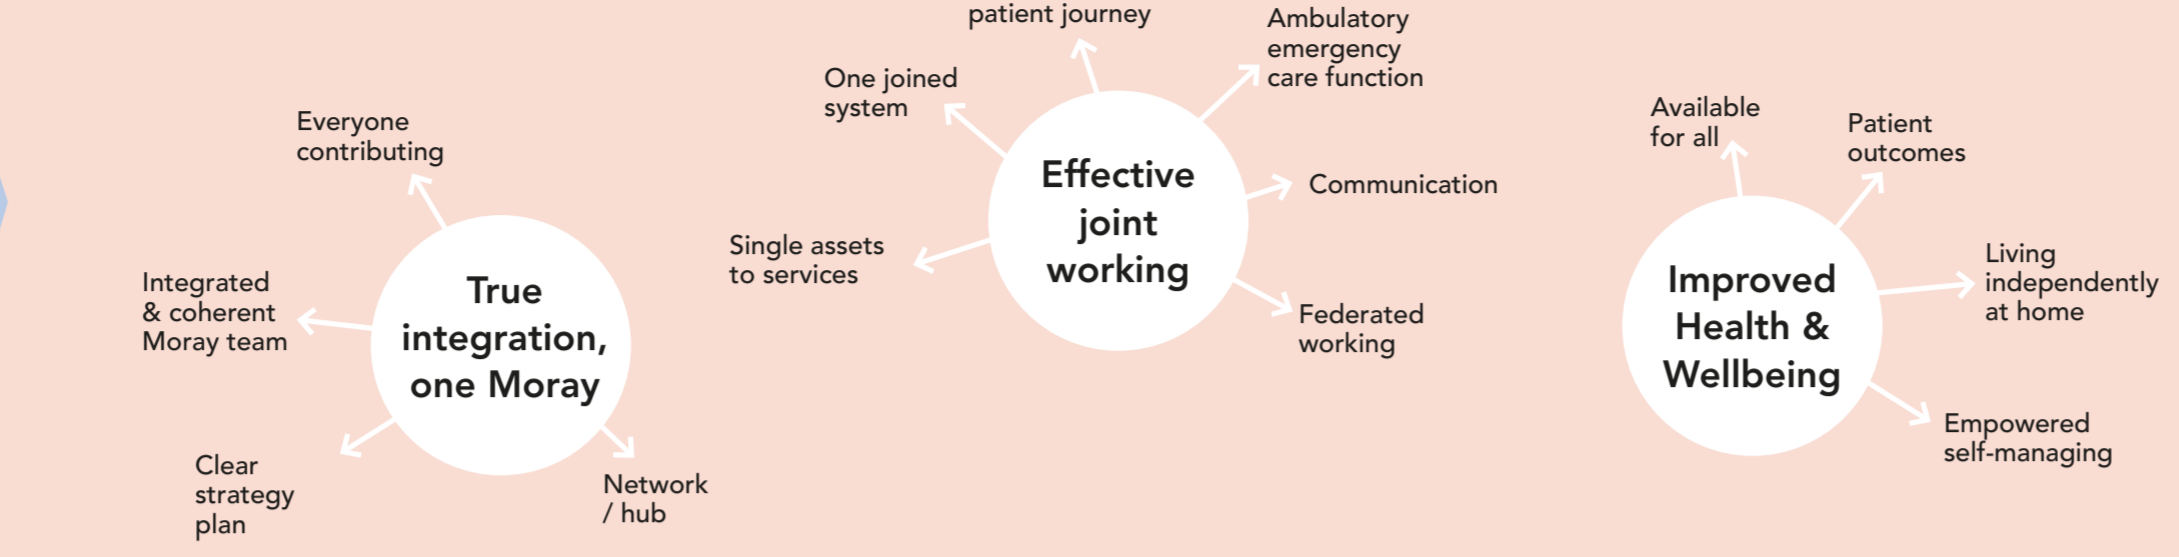 Everyone
contributing
Integrated
& coherent
Moray team
True
integration,
one Moray
Clear
strategy
plan
Network
/ hub
patient journey
One joined
system
Ambulatory
emergency
care function
Effective
joint
working
Communication
Single assets
to services
Federated
working
Available
for all
Patient
outcomes
Improved
Health &
Wellbeing
Living
independently
at home
Empowered
self-managing